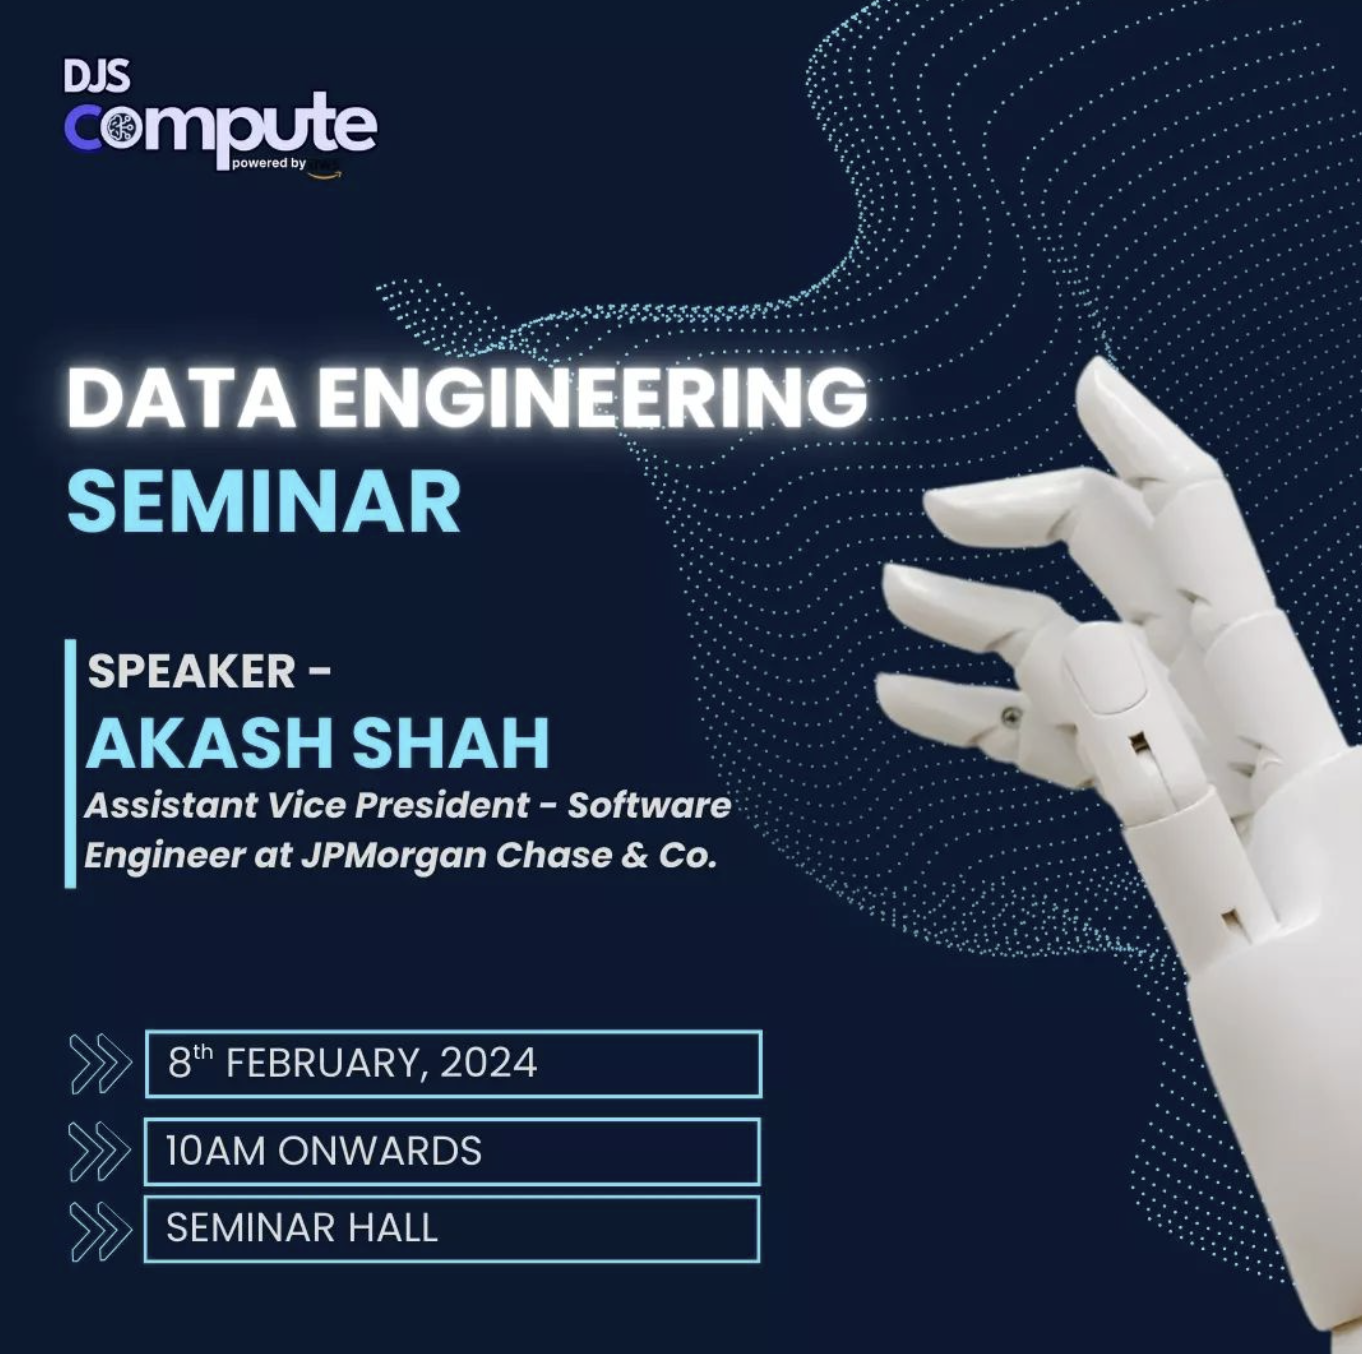 DJS
compute
powered by
DATA ENGINEERING
SEMINAR
SPEAKER -
AKASH SHAH
Assistant Vice President - Software
Engineer at JPMorgan Chase & Co.
8th FEBRUARY, 2024
10AM ONWARDS
SEMINAR HALL